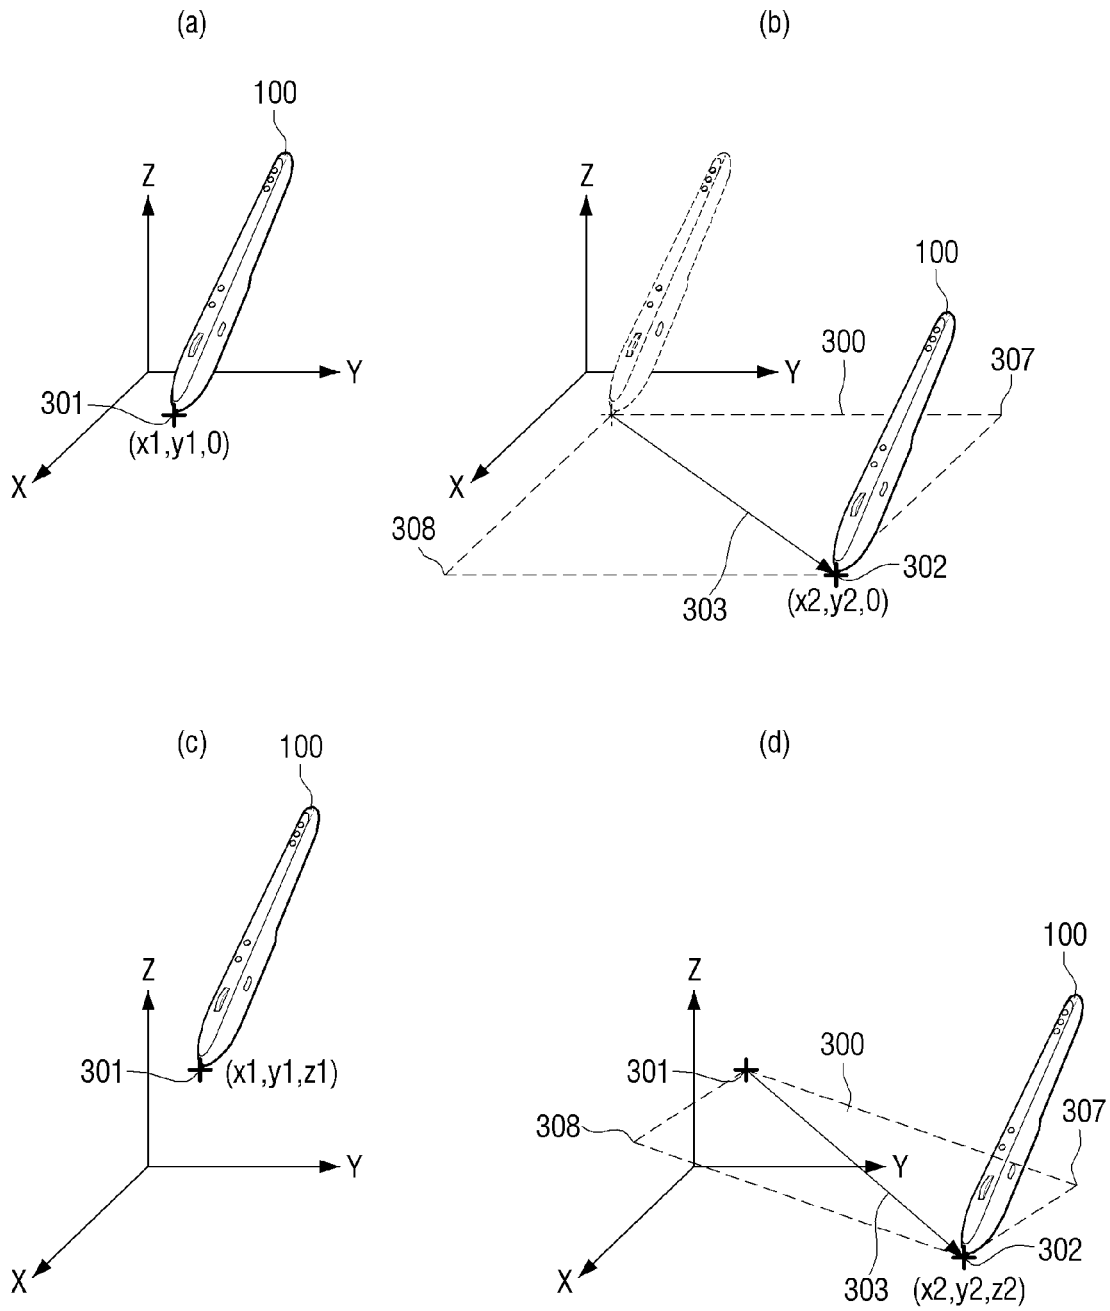 (a)
100
Z
Y
301
(x1,y1,0)
X
(b)
Z
100
300
307
Y
X
308
302
303
(x2,y2,0)
(c)
100
Z
301
(x1,y1,z1)
Y
X
(d)
100
Z
300
301
307
308
Y
302
X
303
(x2,y2,z2)